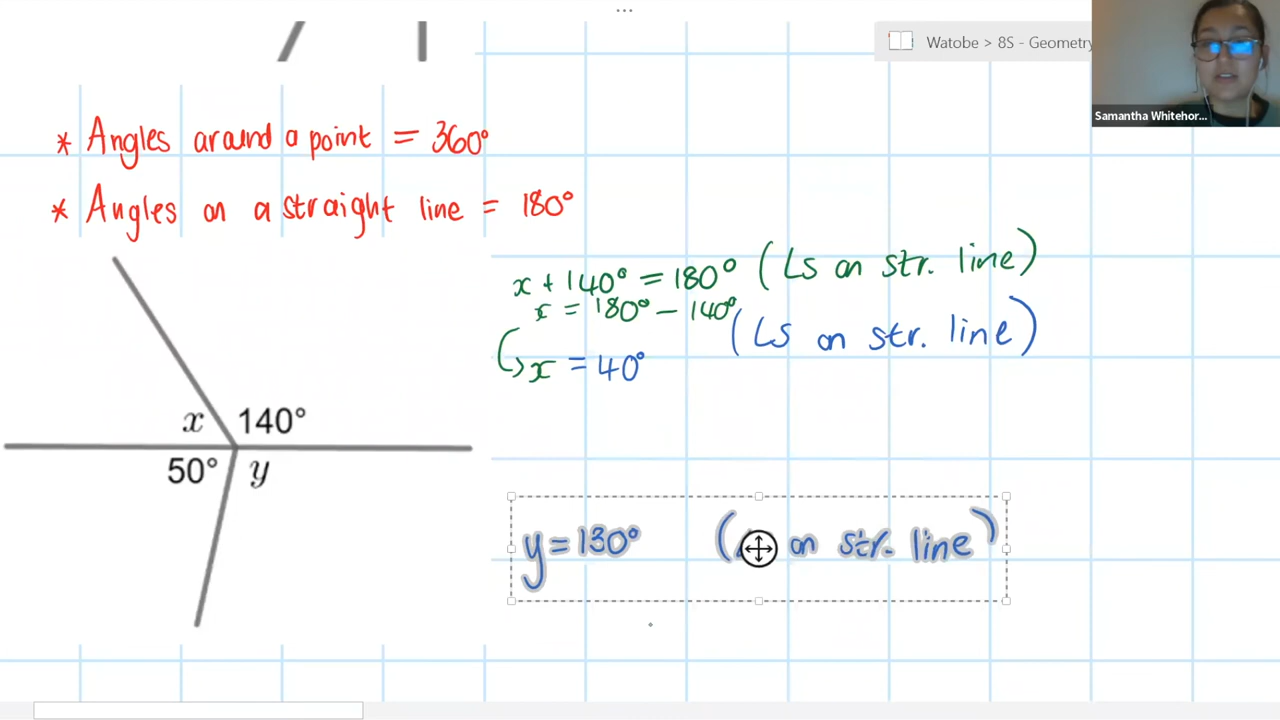 Watobe > 8S - Geometry
Samantha Whitehor...
* Angles around a point = 360°
* Angles on a straight line = 180°
x + 140° = 180° (∠s on str. line)
x = 180° - 140°
(∠s on str. line)
x = 40°
x 140°
50° y
y = 130° ( on str. line)